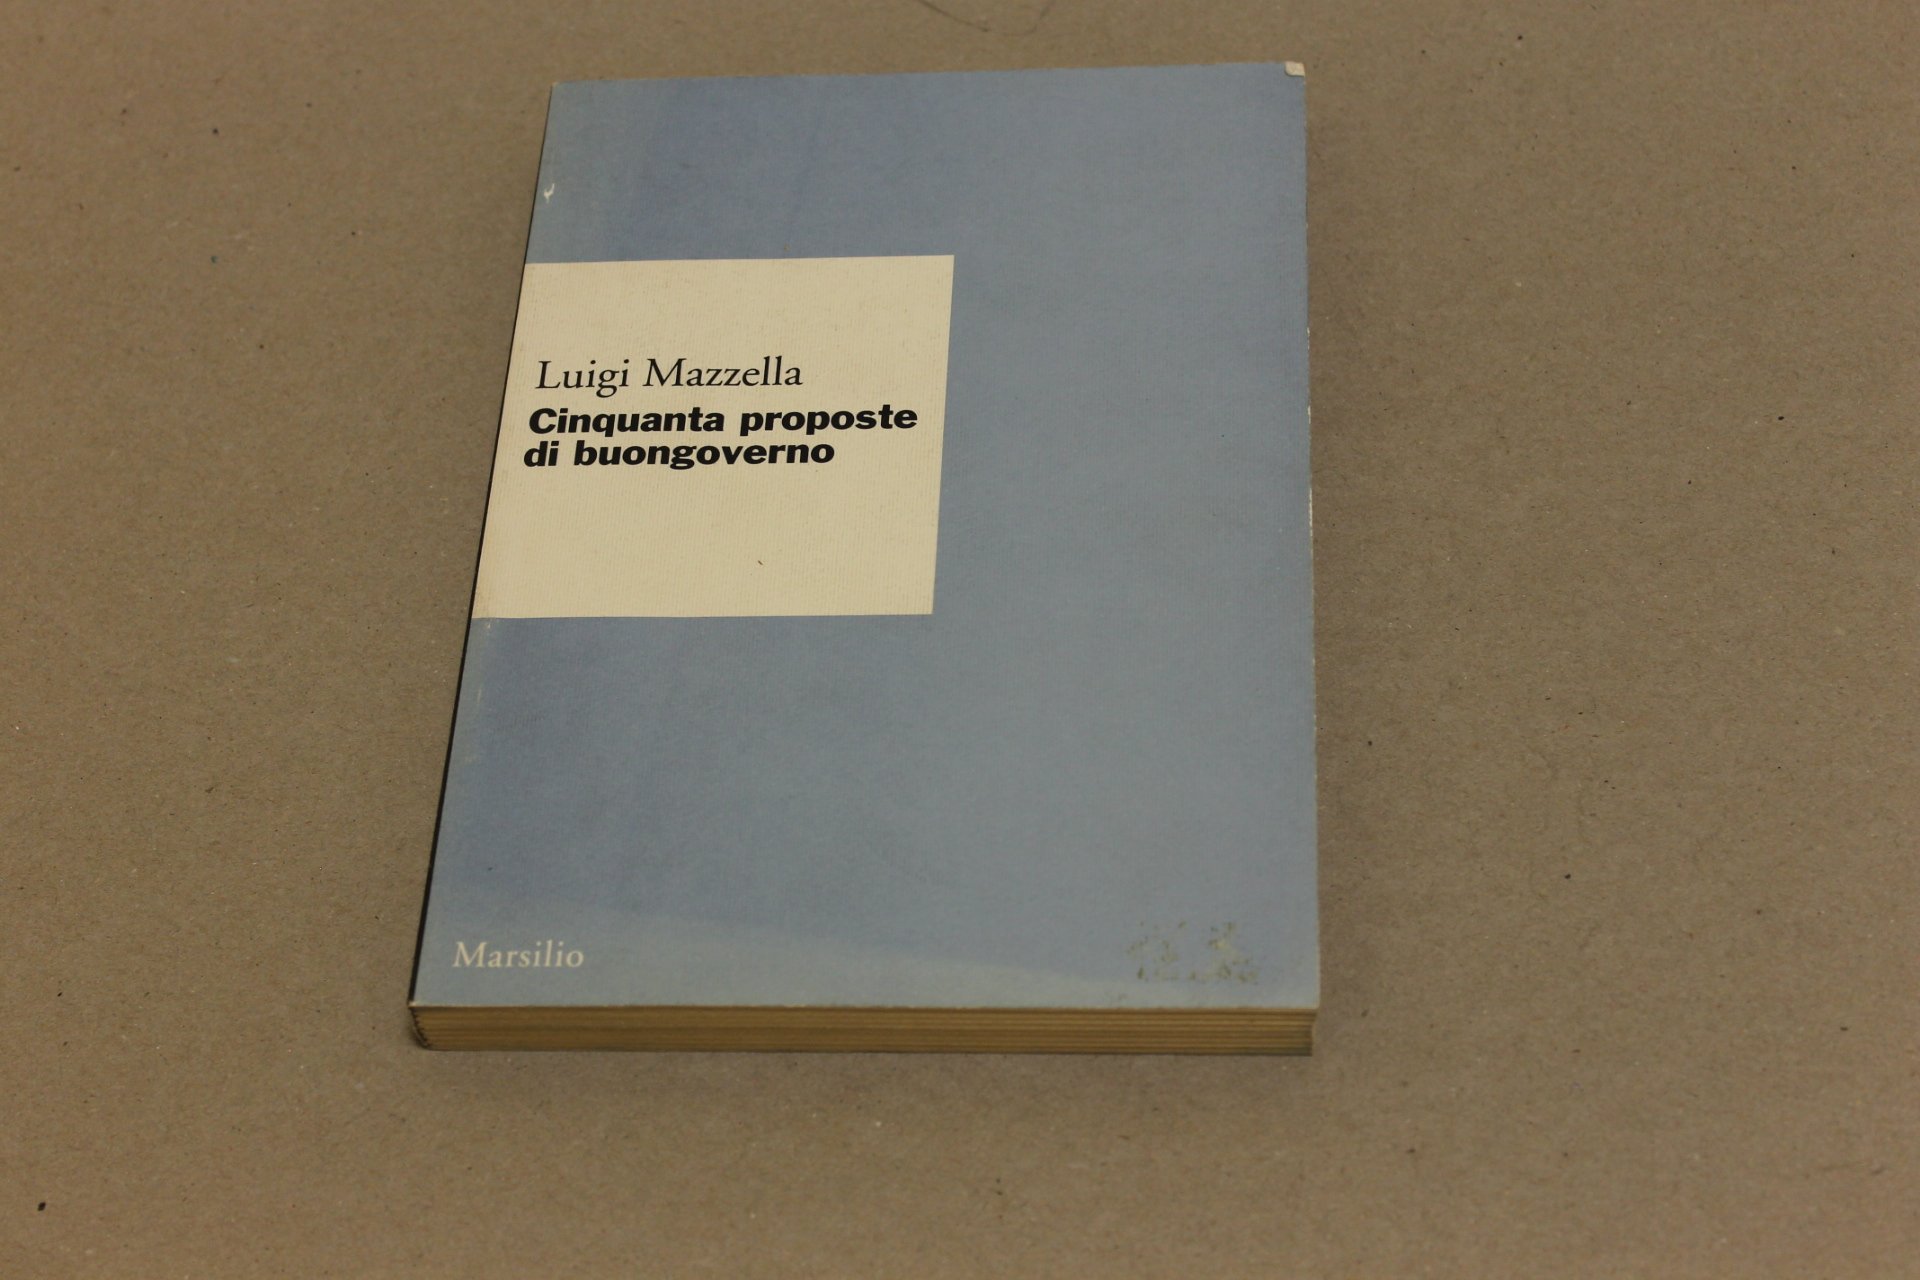 Luigi Mazzella
Cinquanta proposte
di buongoverno
Marsilio